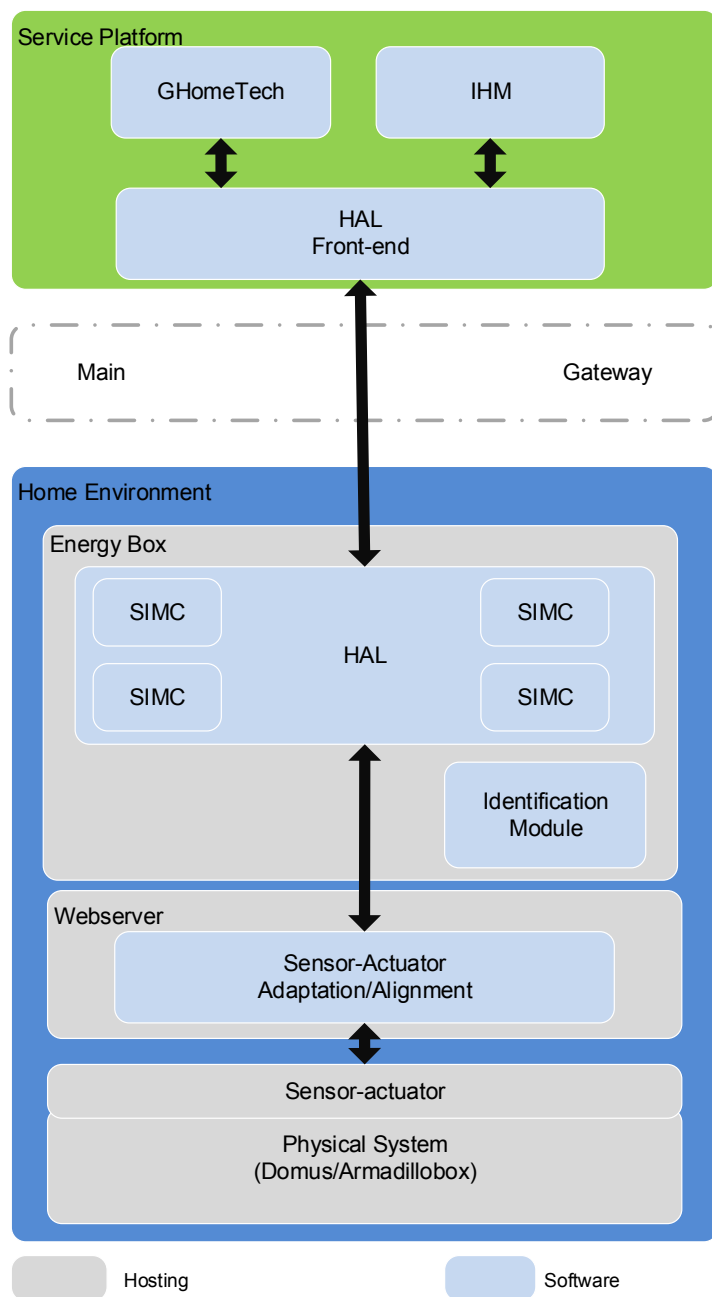 Service Platform
GHomeTech
IHM
HAL
Front-end
Main
Gateway
Home Environment
Energy Box
SIMC
SIMC
HAL
SIMC
SIMC
Identification
Module
Webserver
Sensor-Actuator
Adaptation/Alignment
Sensor-actuator
Physical System
(Domus/Armadillobox)
Hosting
Software